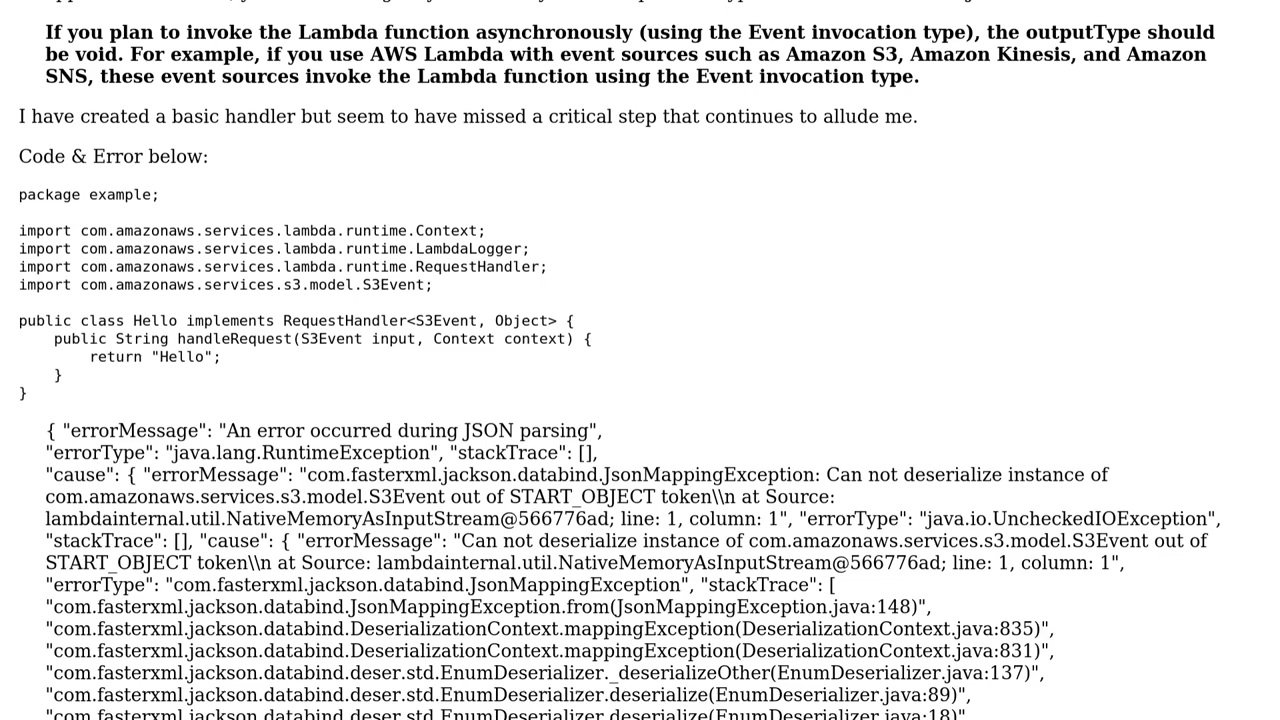 If you plan to invoke the Lambda function asynchronously (using the Event invocation type), the outputType should
be void. For example, if you use AWS Lambda with event sources such as Amazon S3, Amazon Kinesis, and Amazon
SNS, these event sources invoke the Lambda function using the Event invocation type.
I have created a basic handler but seem to have missed a critical step that continues to allude me.
Code & Error below:
package example;
import com.amazonaws.services.lambda.runtime.Context;
import com.amazonaws.services.lambda.runtime.LambdaLogger;
import com.amazonaws.services.lambda.runtime.RequestHandler;
import com.amazonaws.services.s3.model.S3Event;
public class Hello implements RequestHandler<S3Event, Object> {
    public String handleRequest(S3Event input, Context context) {
        return "Hello";
    }
}
{ "errorMessage": "An error occurred during JSON parsing",
"errorType": "java.lang.RuntimeException", "stackTrace": [],
"cause": { "errorMessage": "com.fasterxml.jackson.databind.JsonMappingException: Can not deserialize instance of
com.amazonaws.services.s3.model.S3Event out of START_OBJECT token\\n at Source:
lambdainternal.util.NativeMemoryAsInputStream@566776ad; line: 1, column: 1", "errorType": "java.io.UncheckedIOException",
"stackTrace": [], "cause": { "errorMessage": "Can not deserialize instance of com.amazonaws.services.s3.model.S3Event out of
START_OBJECT token\\n at Source: lambdainternal.util.NativeMemoryAsInputStream@566776ad; line: 1, column: 1",
"errorType": "com.fasterxml.jackson.databind.JsonMappingException", "stackTrace": [
"com.fasterxml.jackson.databind.JsonMappingException.from(JsonMappingException.java:148)",
"com.fasterxml.jackson.databind.DeserializationContext.mappingException(DeserializationContext.java:835)",
"com.fasterxml.jackson.databind.DeserializationContext.mappingException(DeserializationContext.java:831)",
"com.fasterxml.jackson.databind.deser.std.EnumDeserializer._deserializeOther(EnumDeserializer.java:137)",
"com.fasterxml.jackson.databind.deser.std.EnumDeserializer.deserialize(EnumDeserializer.java:89)",
"com.fasterxml.jackson.databind.deser.std.EnumDeserializer.deserialize(EnumDeserializer.java:18)",